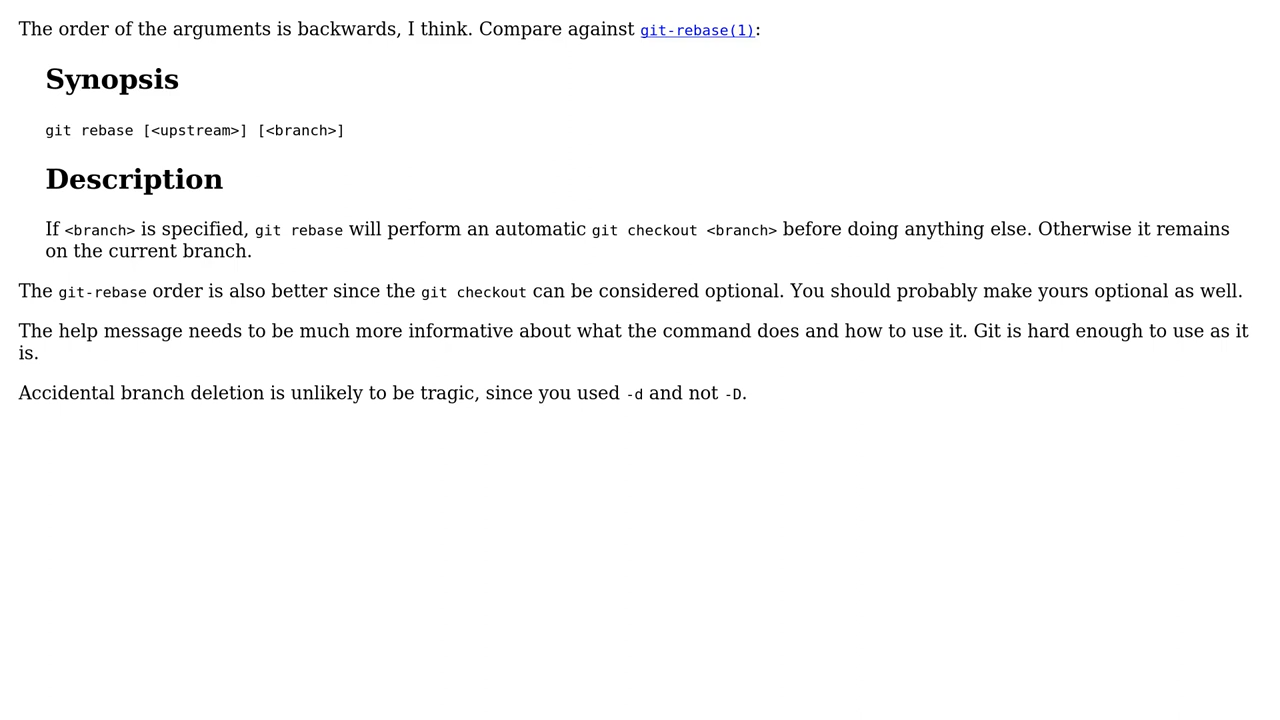 The order of the arguments is backwards, I think. Compare against git-rebase(1):
Synopsis
git rebase [<upstream>] [<branch>]
Description
If <branch> is specified, git rebase will perform an automatic git checkout <branch> before doing anything else. Otherwise it remains
on the current branch.
The git-rebase order is also better since the git checkout can be considered optional. You should probably make yours optional as well.
The help message needs to be much more informative about what the command does and how to use it. Git is hard enough to use as it
is.
Accidental branch deletion is unlikely to be tragic, since you used -d and not -D.